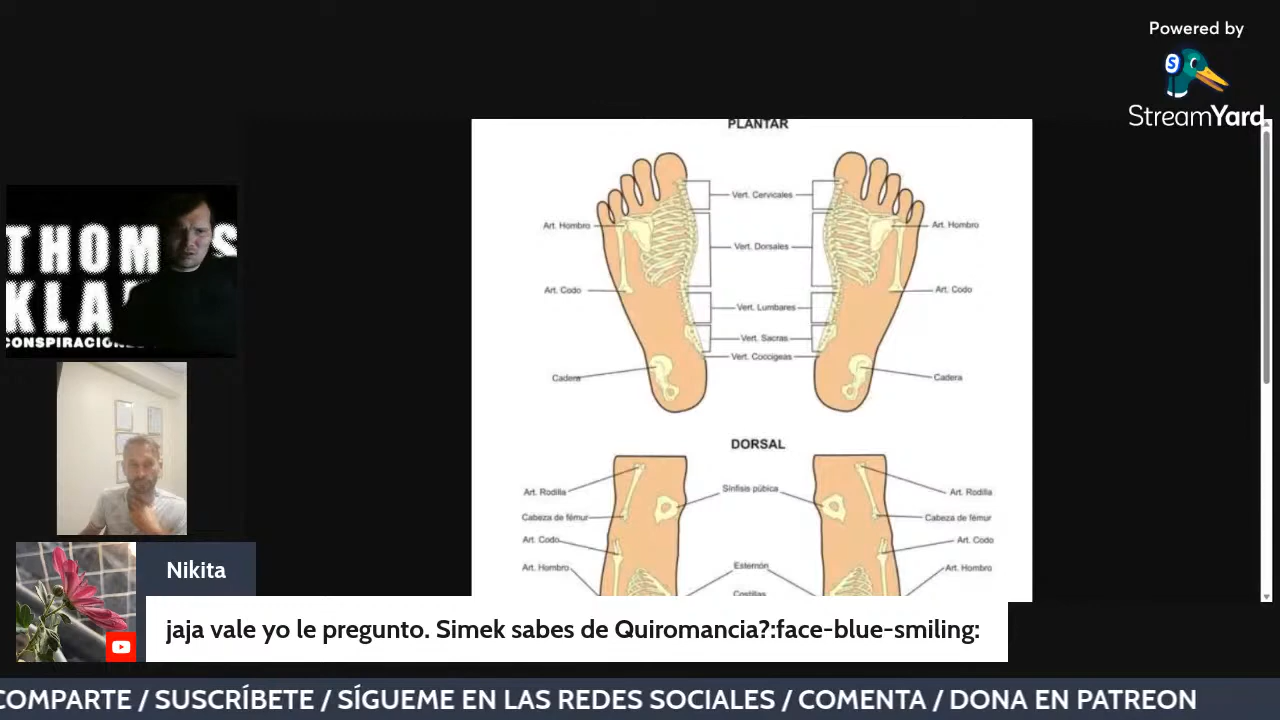 Powered by
StreamYard
PLANTAR
Vert. Cervicales
Art. Hombro
Art. Hombro
Vert. Dorsales
Art. Codo
Art. Codo
Vert. Lumbares
Vert. Sacras
Vert. Coccigeas
Cadera
Cadera
DORSAL
Art. Rodilla
Sínfisis púbica
Art. Rodilla
Cabeza de fémur
Cabeza de fémur
Art. Codo
Art. Codo
Art. Hombro
Esternón
Art. Hombro
Costillas
THOM S
KLA
CONSPIRACIONE
Nikita
jaja vale yo le pregunto. Simek sabes de Quiromancia?:face-blue-smiling:
COMPARTE / SUSCRÍBETE / SÍGUEME EN LAS REDES SOCIALES / COMENTA / DONA EN PATREON